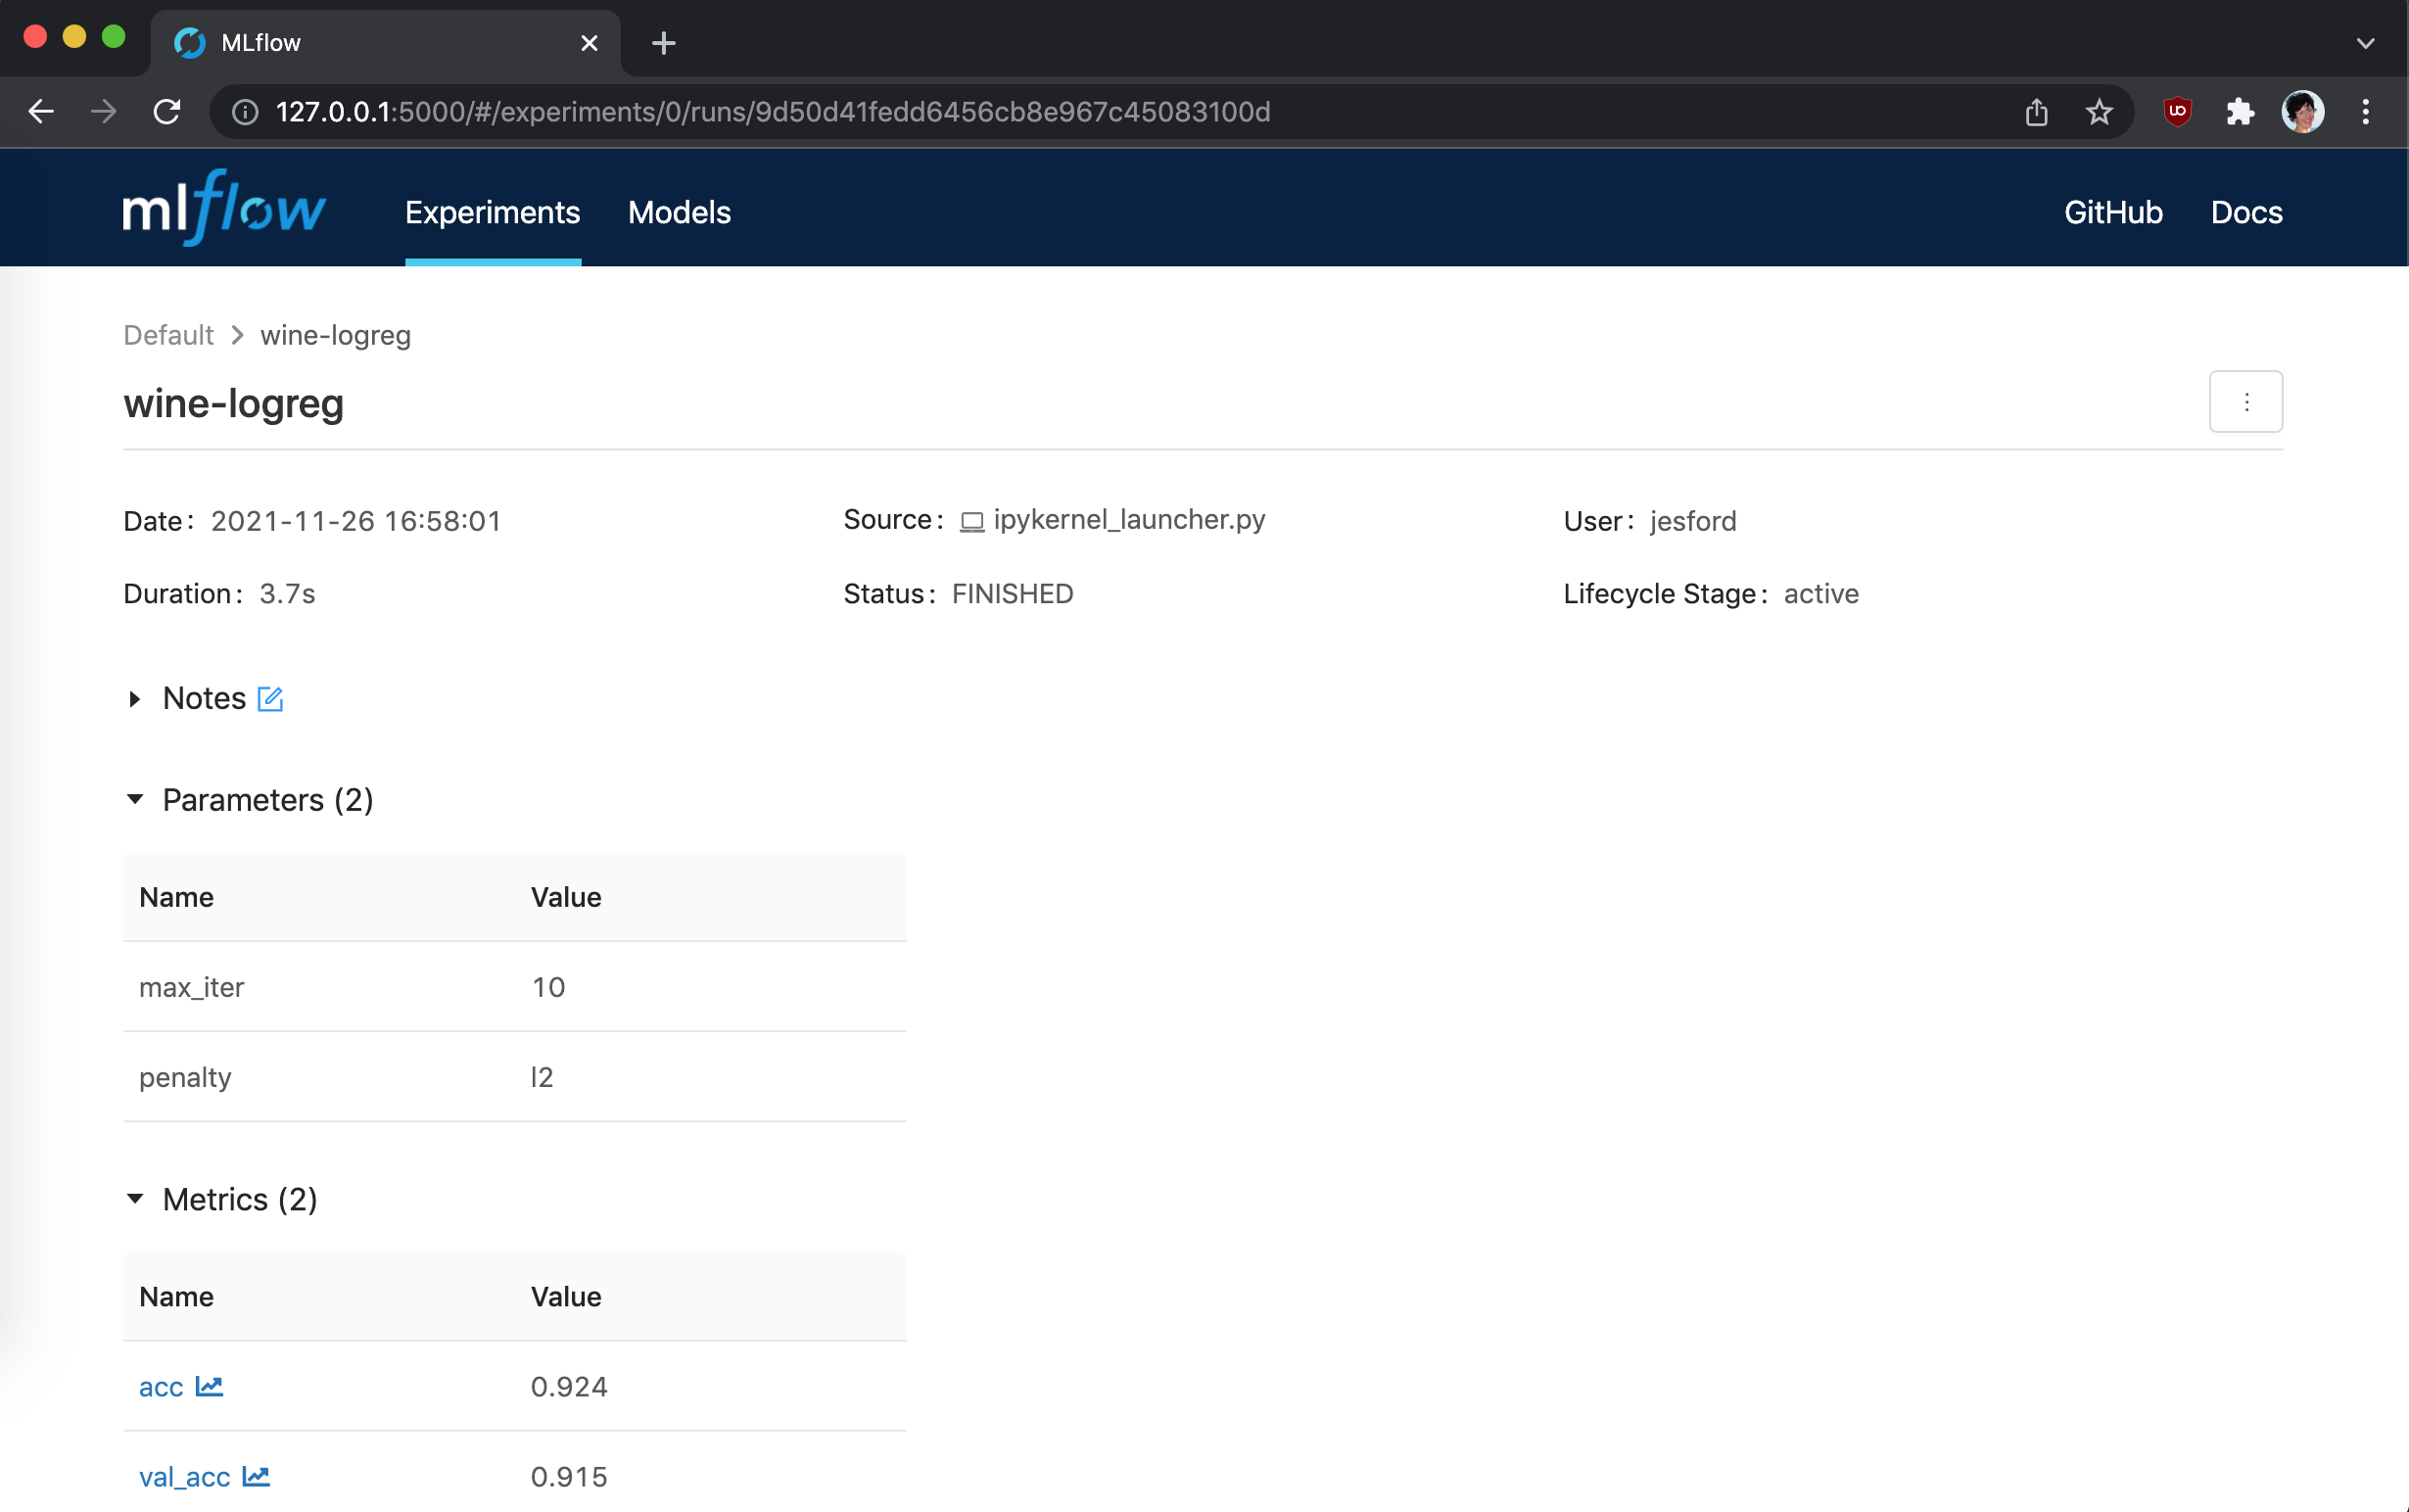 MLflow
127.0.0.1:5000/#/experiments/0/runs/9d50d41fedd6456cb8e967c45083100d
mlflow Experiments Models GitHub Docs
Default > wine-logreg
wine-logreg
Date: 2021-11-26 16:58:01 Source: ipykernel_launcher.py User: jesford
Duration: 3.7s Status: FINISHED Lifecycle Stage: active
Notes
Parameters (2)
Name Value
max_iter 10
penalty l2
Metrics (2)
Name Value
acc 0.924
val_acc 0.915